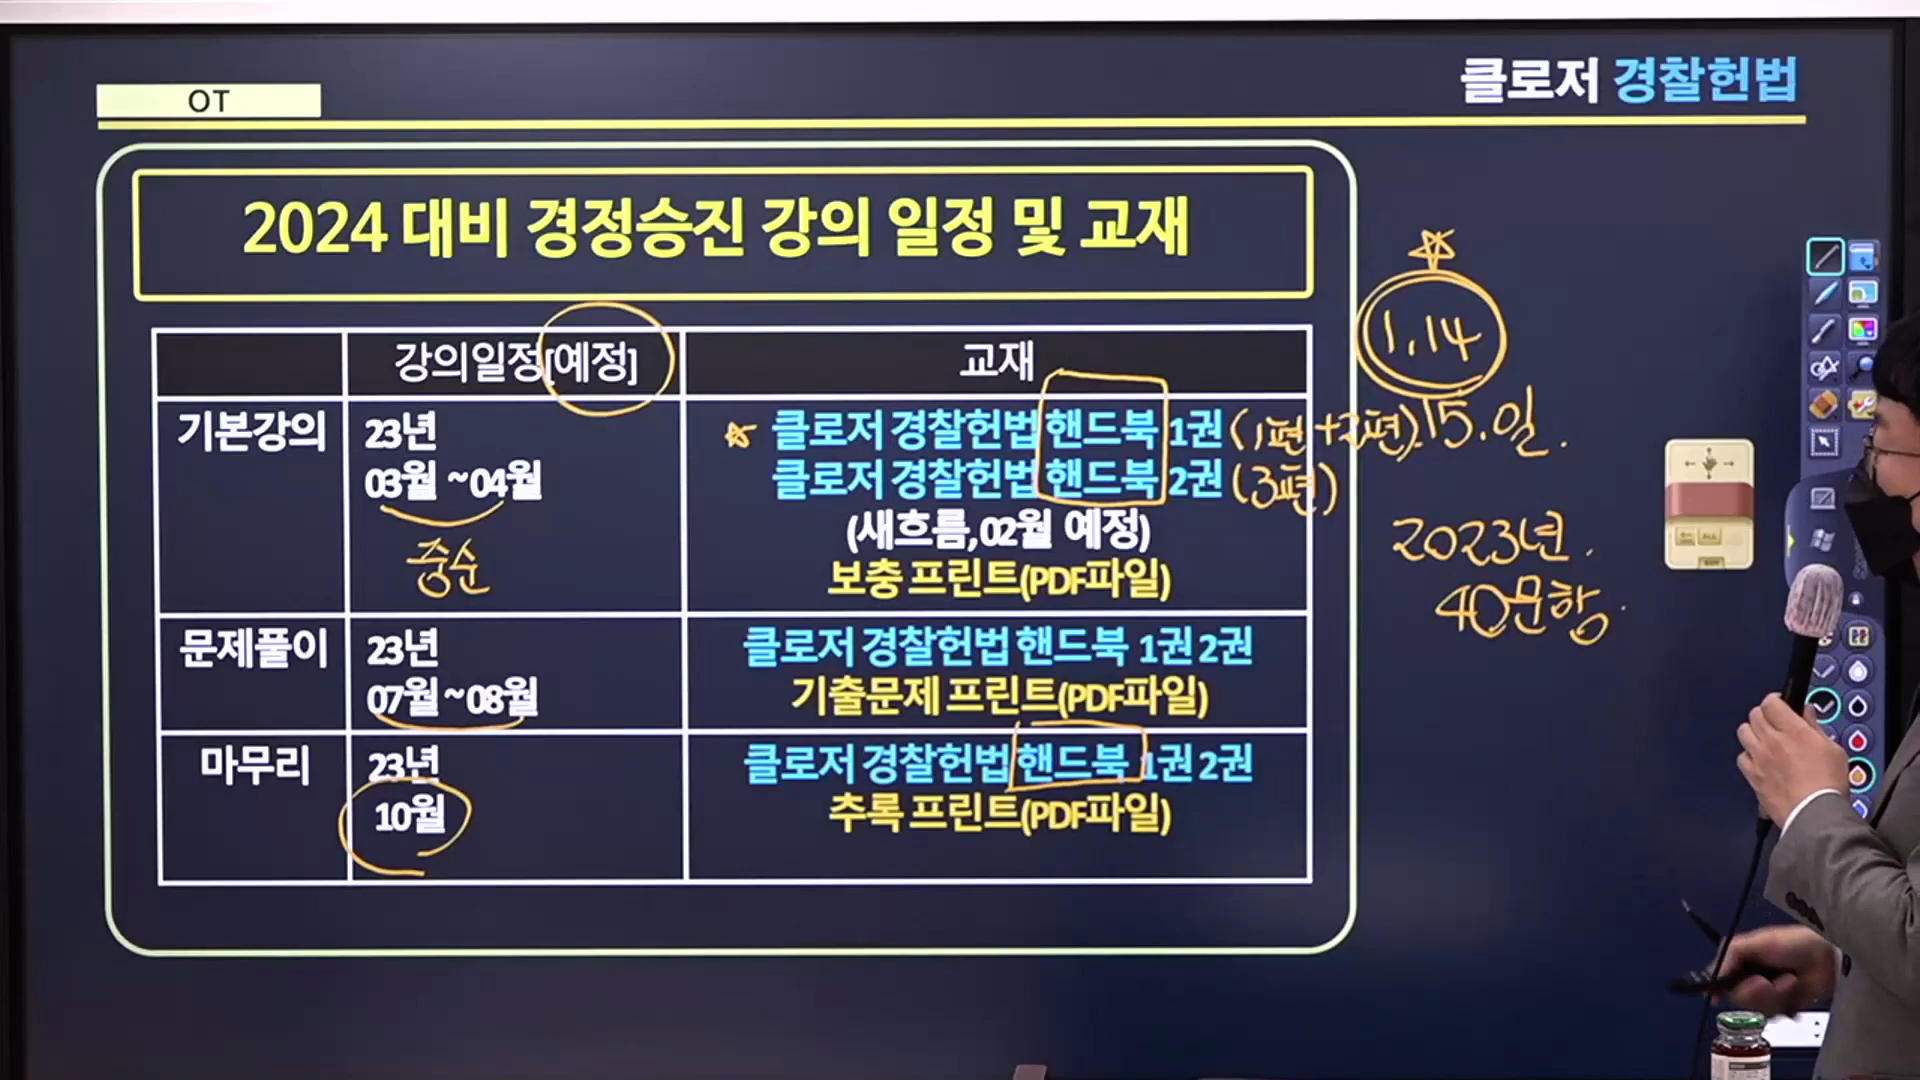 OT
클로저 경찰헌법
2024 대비 경정승진 강의 일정 및 교재
강의일정[예정]
교재
1.14
기본강의
23년
03월 ~04월
중순
클로저 경찰헌법 핸드북 1권 (1편+2편).15.일.
클로저 경찰헌법 핸드북 2권 (3편)
(새흐름,02월 예정)
보충 프린트(PDF파일)
2023년.
40문항.
문제풀이
23년
07월 ~08월
클로저 경찰헌법 핸드북 1권 2권
기출문제 프린트(PDF파일)
마무리
23년
10월
클로저 경찰헌법 핸드북 1권 2권
추록 프린트(PDF파일)